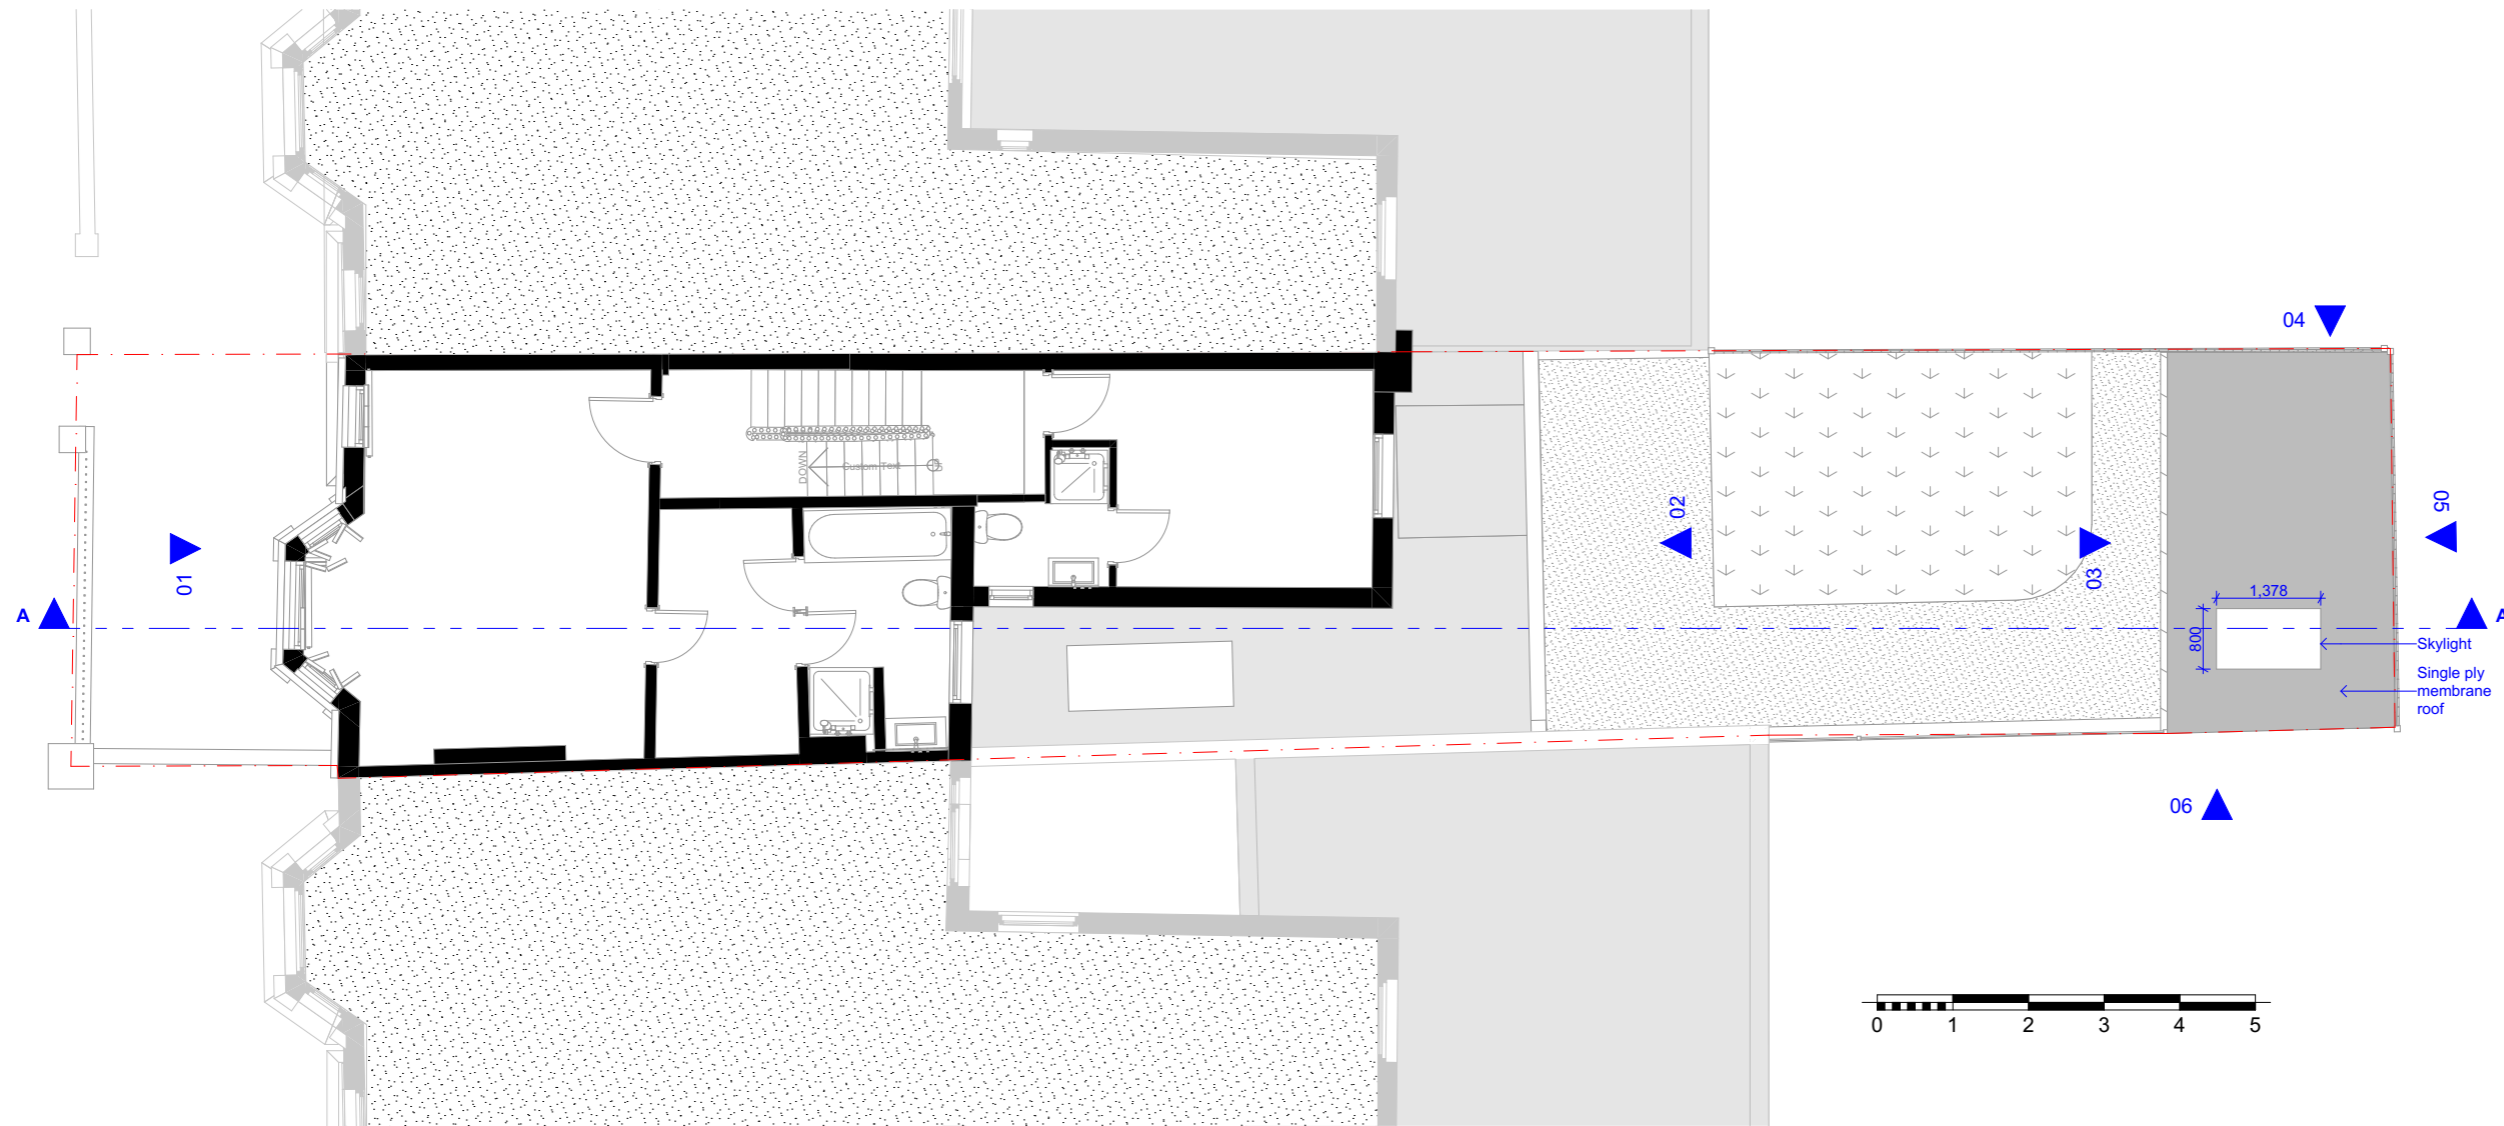 04
DOWN
Custom Text
02
05
01
03
A
1,378
A
800
Skylight
Single ply
membrane
roof
06
0 1 2 3 4 5